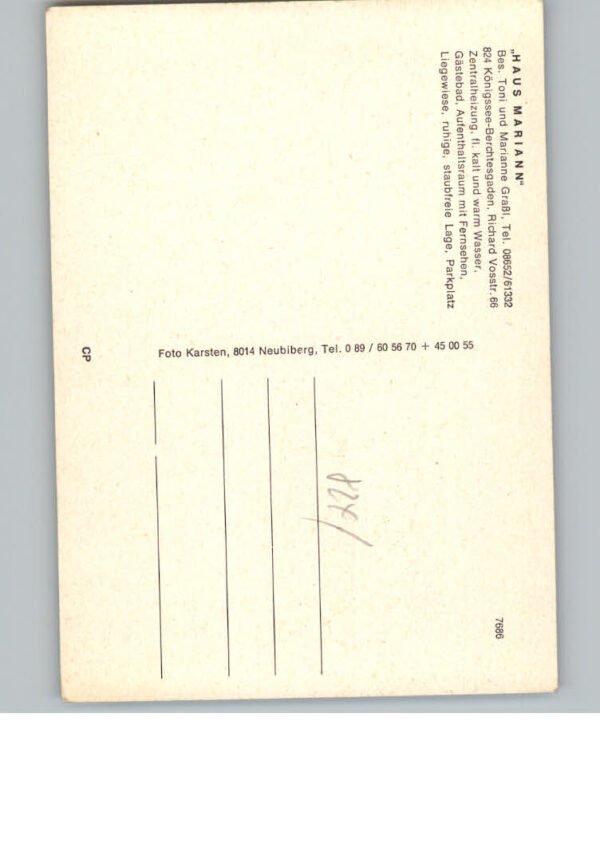 „HAUS MARIANN"
Bes. Toni und Marianne Graßl, Tel. 08652/61332
824 Königssee-Berchtesgaden, Richard Vosstr. 66
Zentralheizung, fl. kalt und warm Wasser,
Gästebad, Aufenthaltsraum mit Fernsehen,
Liegewiese, ruhige, staubfreie Lage, Parkplatz
Foto Karsten, 8014 Neubiberg, Tel. 0 89 / 60 56 70 + 45 00 55
CP
7686
824/